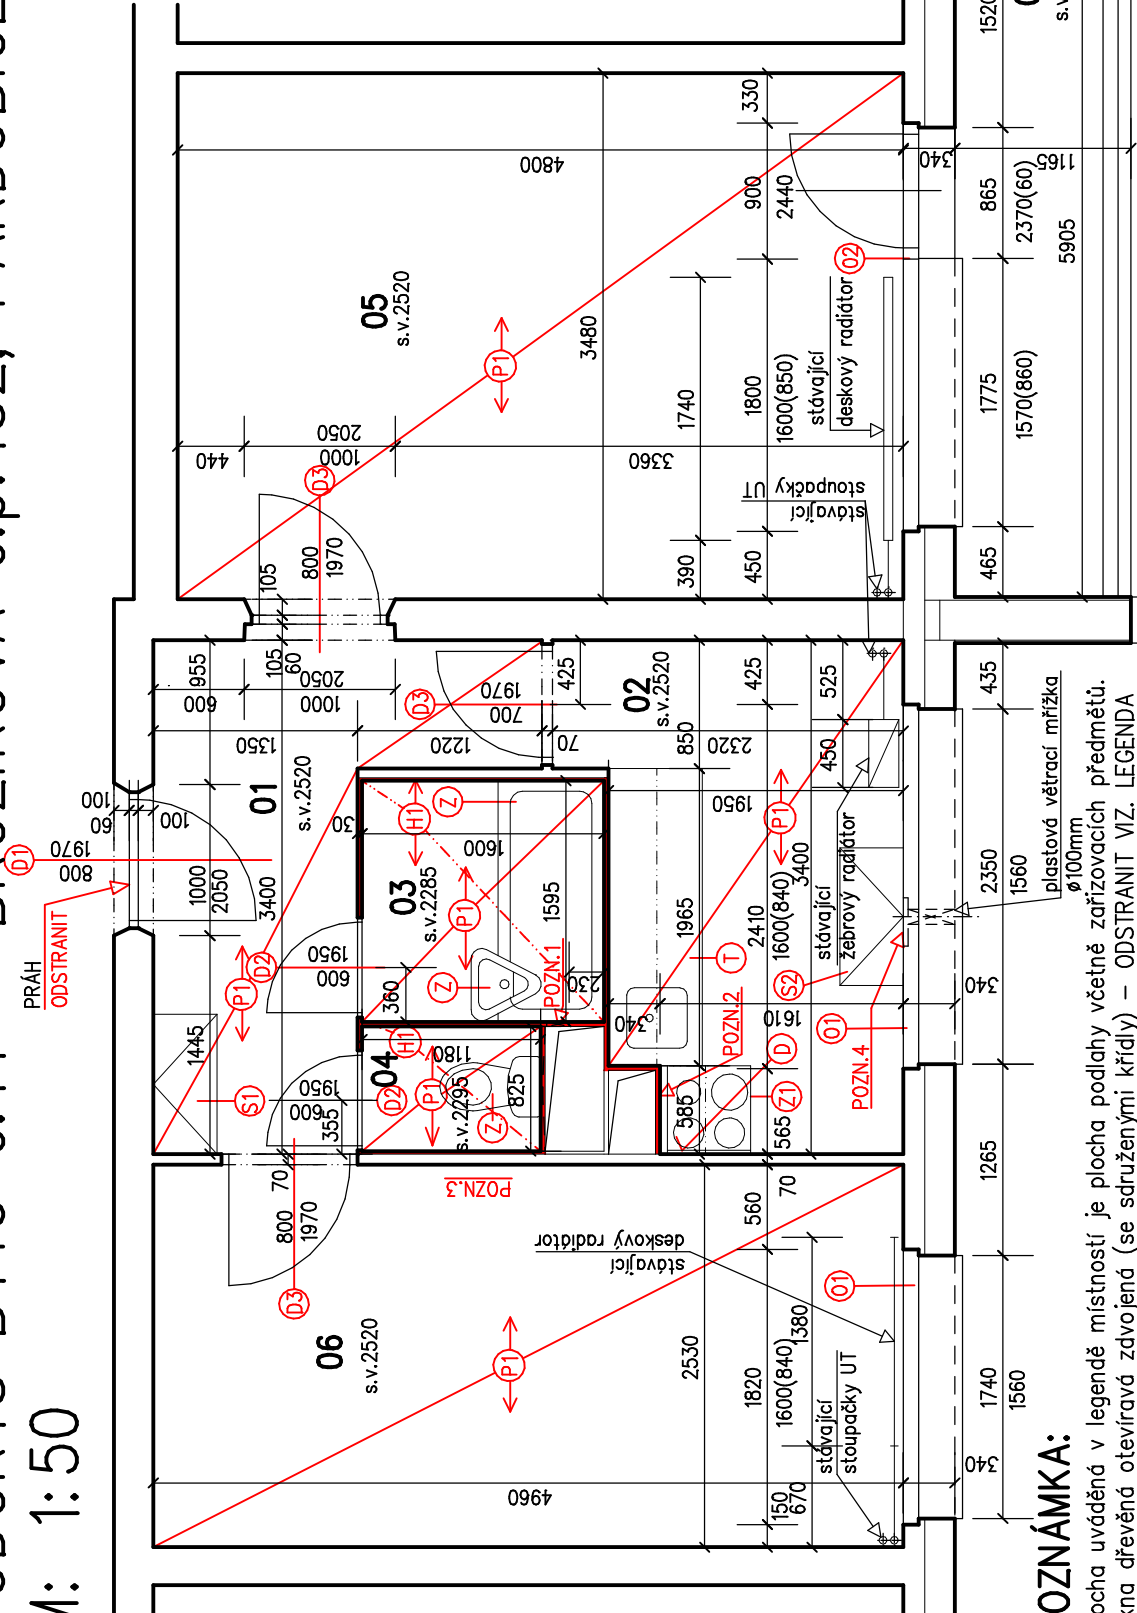 M: 1:50
PRÁH
ODSTRANIT
D1
800
1970
60
100
100
1000
2050
3400
01
s.v.2520
955
600
1350
1000
2050
105
60
105
800
1970
D3
440
1000
2050
3360
4800
05
s.v.2520
P1
3480
1740
390
450
1800
1600(850)
900
2440
330
340
1165
stávající
deskový radiátor
O2
stávající
stoupačky UT
465
1775
1570(860)
865
2370(60)
5905
1520
D3
700
1970
1220
70
425
02
s.v.2520
850
2320
425
525
450
1950
435
P1
1445
S1
D2
600
1950
D2
600
1950
355
360
30
H1
Z
1600
03
s.v.2285
P1
Z
1595
230
POZN.1
04
s.v.2295
H1
1180
P1
825
Z
POZN.3
1965
2410
1600(840)
3400
T
340
POZN.2
1610
D
Z1
585
565
S2
O1
POZN.4
stávající
žebrový radiátor
2350
1560
340
plastová větrací mřížka
ø100mm
1265
70
800
1970
D3
06
s.v.2520
P1
4960
2530
560
70
1820
1600(840)
1380
150
670
stávající
deskový radiátor
stávající
stoupačky UT
O1
340
1740
1560
OZNÁMKA:
ocha uváděná v legendě místností je plocha podlahy včetně zařizovacích předmětů.
kna dřevěná otevíravá zdvojená (se sdruženými křídly) – ODSTRANIT VIZ. LEGENDA